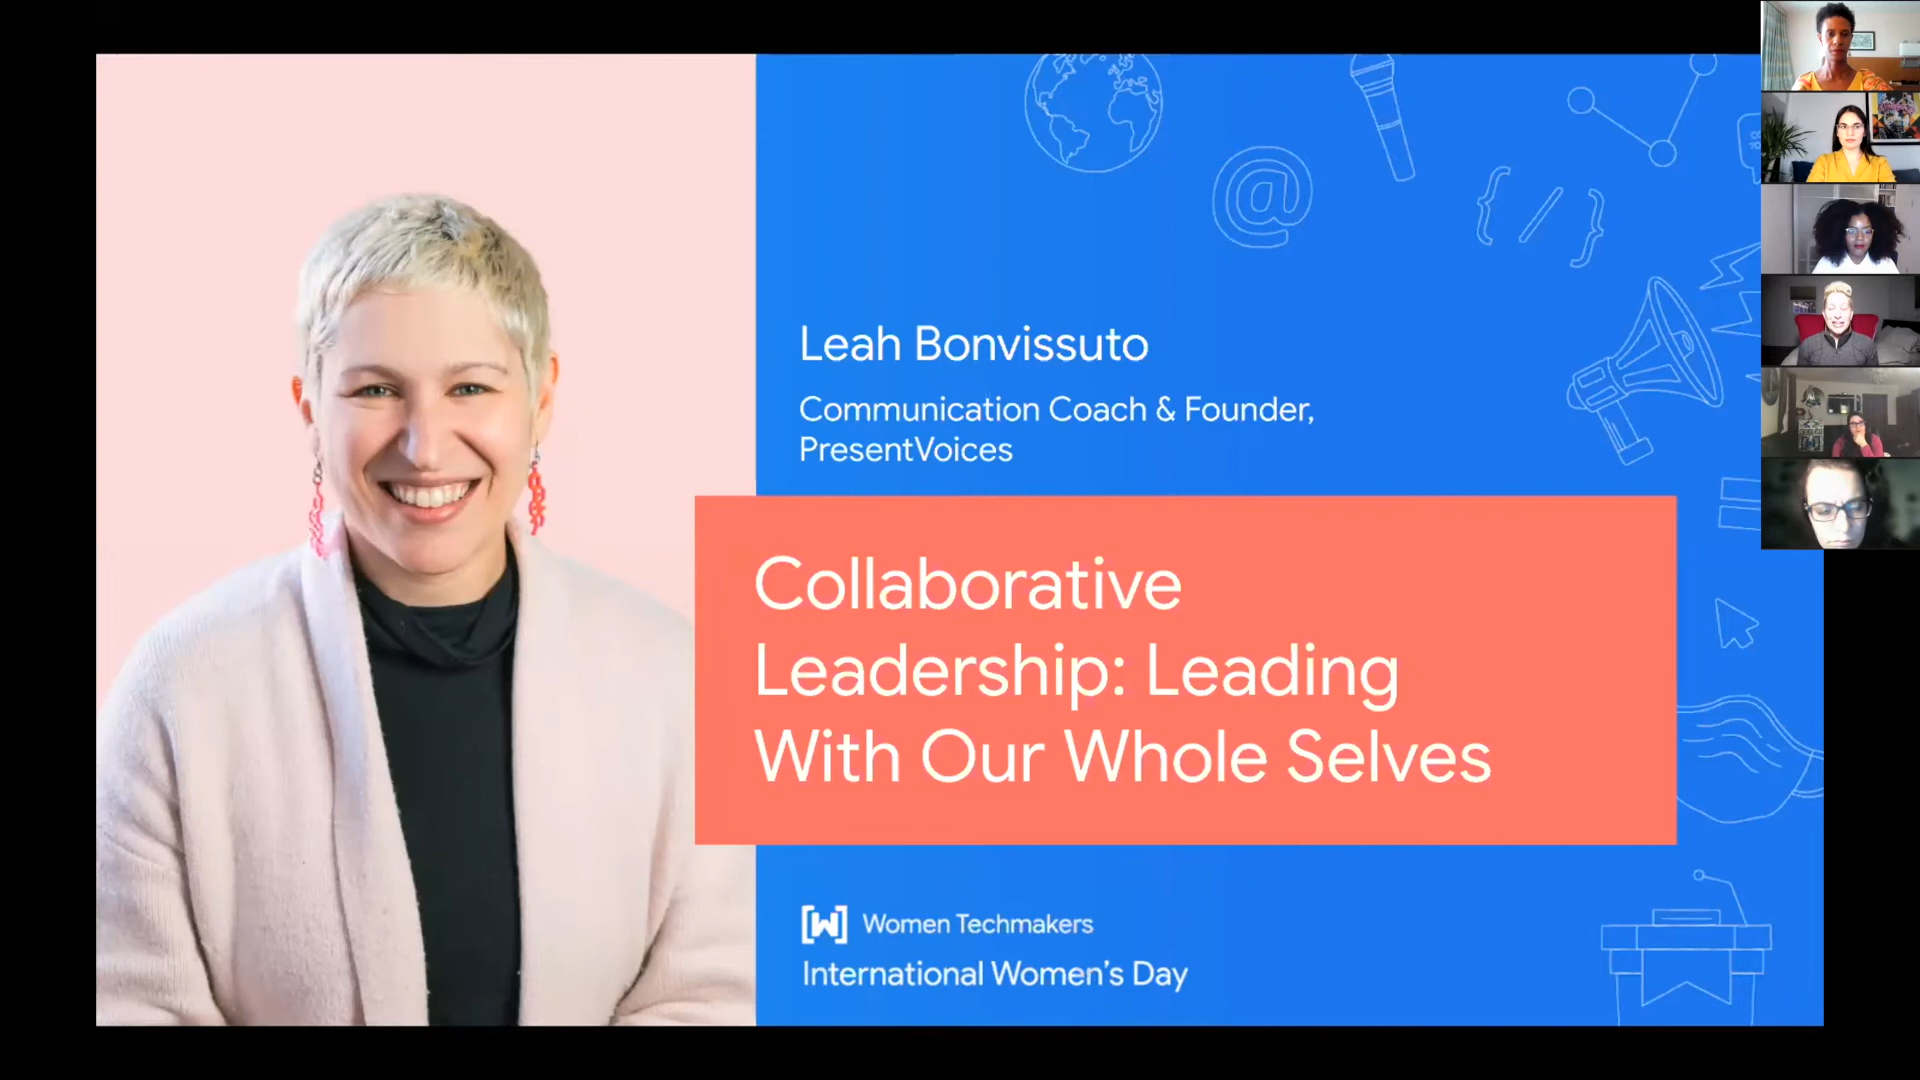 Leah Bonvissuto
Communication Coach & Founder,
PresentVoices
Collaborative
Leadership: Leading
With Our Whole Selves
[W] Women Techmakers
International Women's Day